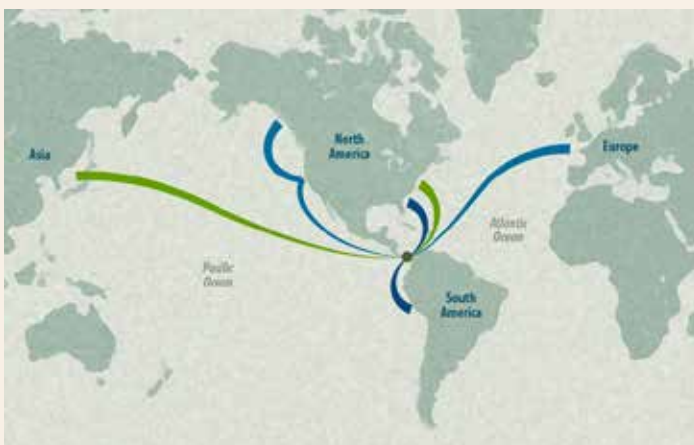 Asia
North
America
Europe
Atlantic
Ocean
Pacific
Ocean
South
America